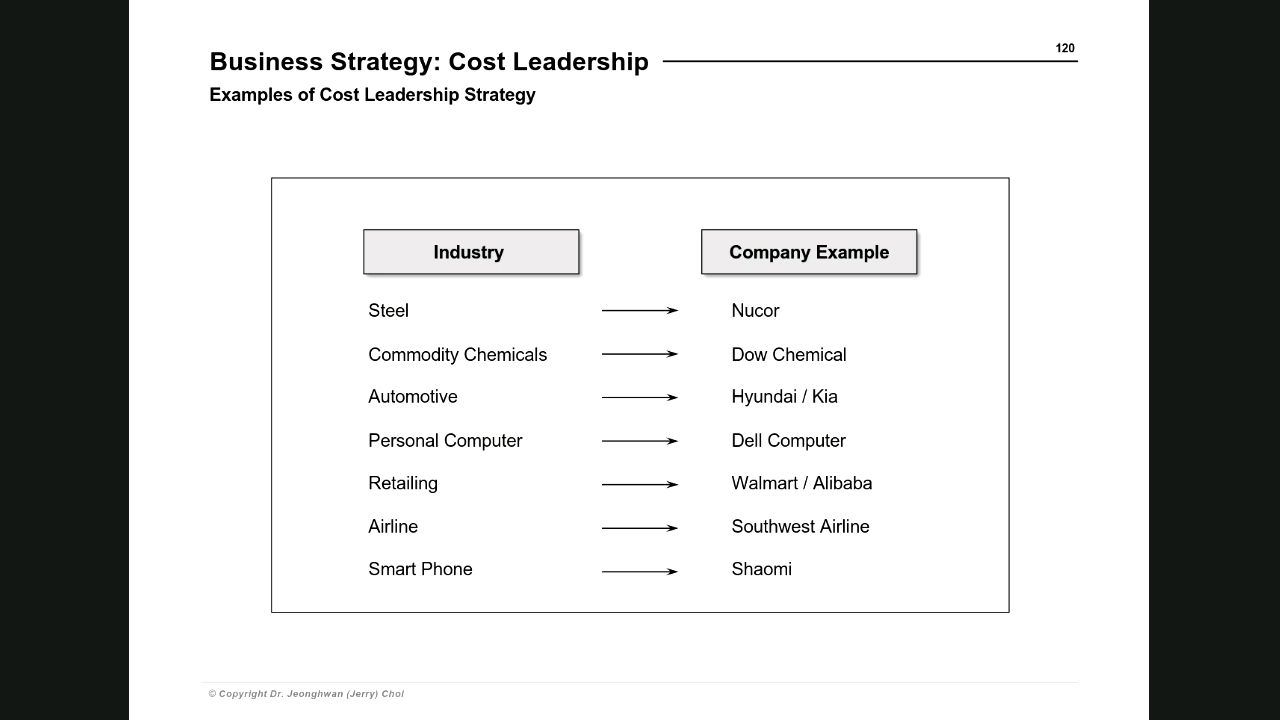 120
Business Strategy: Cost Leadership
Examples of Cost Leadership Strategy
Industry Company Example
Steel Nucor
Commodity Chemicals Dow Chemical
Automotive Hyundai / Kia
Personal Computer Dell Computer
Retailing Walmart / Alibaba
Airline Southwest Airline
Smart Phone Shaomi
© Copyright Dr. Jeonghwan (Jerry) Choi